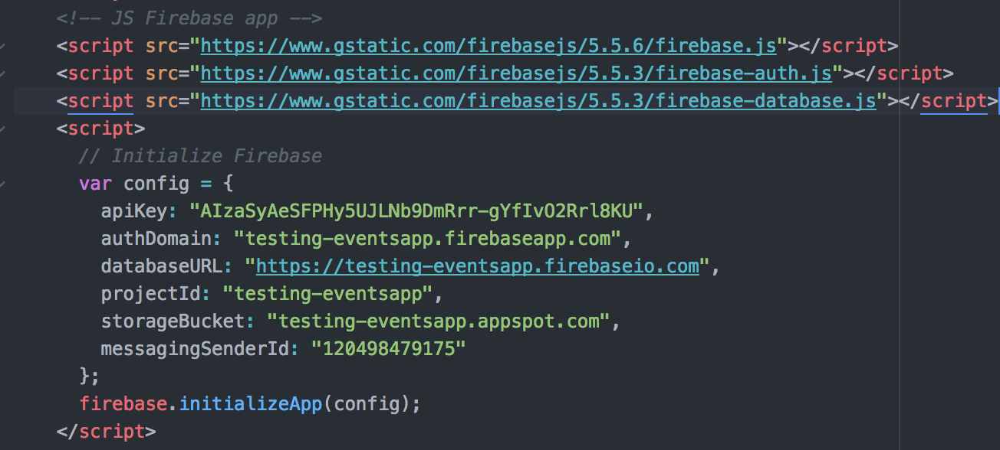 <!-- JS Firebase app -->
<script src="https://www.gstatic.com/firebasejs/5.5.6/firebase.js"></script>
<script src="https://www.gstatic.com/firebasejs/5.5.3/firebase-auth.js"></script>
<script src="https://www.gstatic.com/firebasejs/5.5.3/firebase-database.js"></script>
<script>
// Initialize Firebase
var config = {
apiKey: "AIzaSyAeSFPHy5UJLNb9DmRrr-gYfIvO2Rrl8KU",
authDomain: "testing-eventsapp.firebaseapp.com",
databaseURL: "https://testing-eventsapp.firebaseio.com",
projectId: "testing-eventsapp",
storageBucket: "testing-eventsapp.appspot.com",
messagingSenderId: "120498479175"
};
firebase.initializeApp(config);
</script>